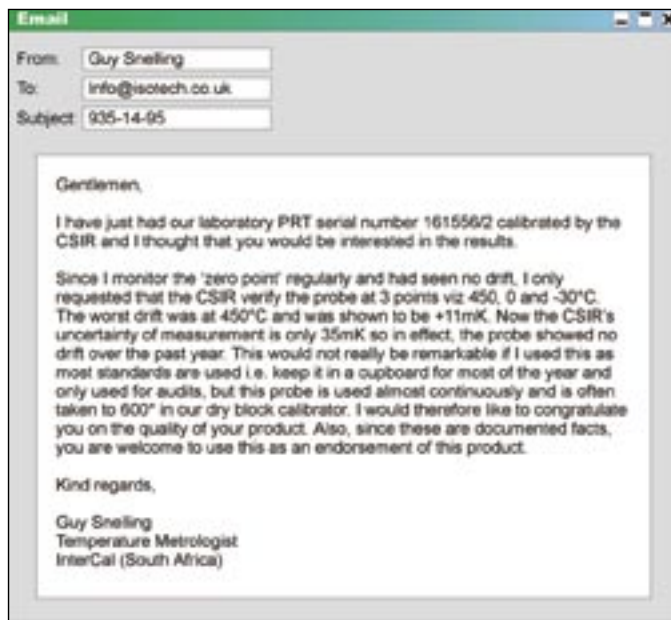 Email
From: Guy Snelling
To: info@isotech.co.uk
Subject 935-14-95
Gentlemen,
I have just had our laboratory PRT serial number 161556/2 calibrated by the
CSIR and I thought that you would be interested in the results.
Since I monitor the 'zero point' regularly and had seen no drift, I only
requested that the CSIR verify the probe at 3 points viz 450, 0 and -30°C.
The worst drift was at 450°C and was shown to be +11mK. Now the CSIR's
uncertainty of measurement is only 35mK so in effect, the probe showed no
drift over the past year. This would not really be remarkable if I used this as
most standards are used i.e. keep it in a cupboard for most of the year and
only used for audits, but this probe is used almost continuously and is often
taken to 600° in our dry block calibrator. I would therefore like to congratulate
you on the quality of your product. Also, since these are documented facts,
you are welcome to use this as an endorsement of this product.
Kind regards,
Guy Snelling
Temperature Metrologist
InterCal (South Africa)